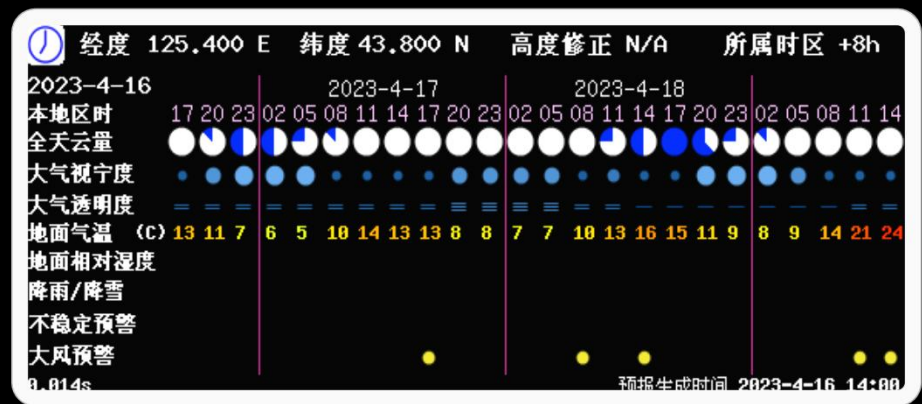 经度 125.400 E 纬度 43.800 N 高度修正 N/A 所属时区 +8h
2023-4-16 2023-4-17 2023-4-18
本地区时 17 20 23 02 05 08 11 14 17 20 23 02 05 08 11 14 17 20 23 02 05 08 11 14
全天云量
大气视宁度
大气透明度
地面气温 (C) 13 11 7 6 5 10 14 13 13 8 8 7 7 10 13 16 15 11 9 8 9 14 21 24
地面相对湿度
降雨/降雪
不稳定预警
大风预警
0.014s 预报生成时间 2023-4-16 14:00